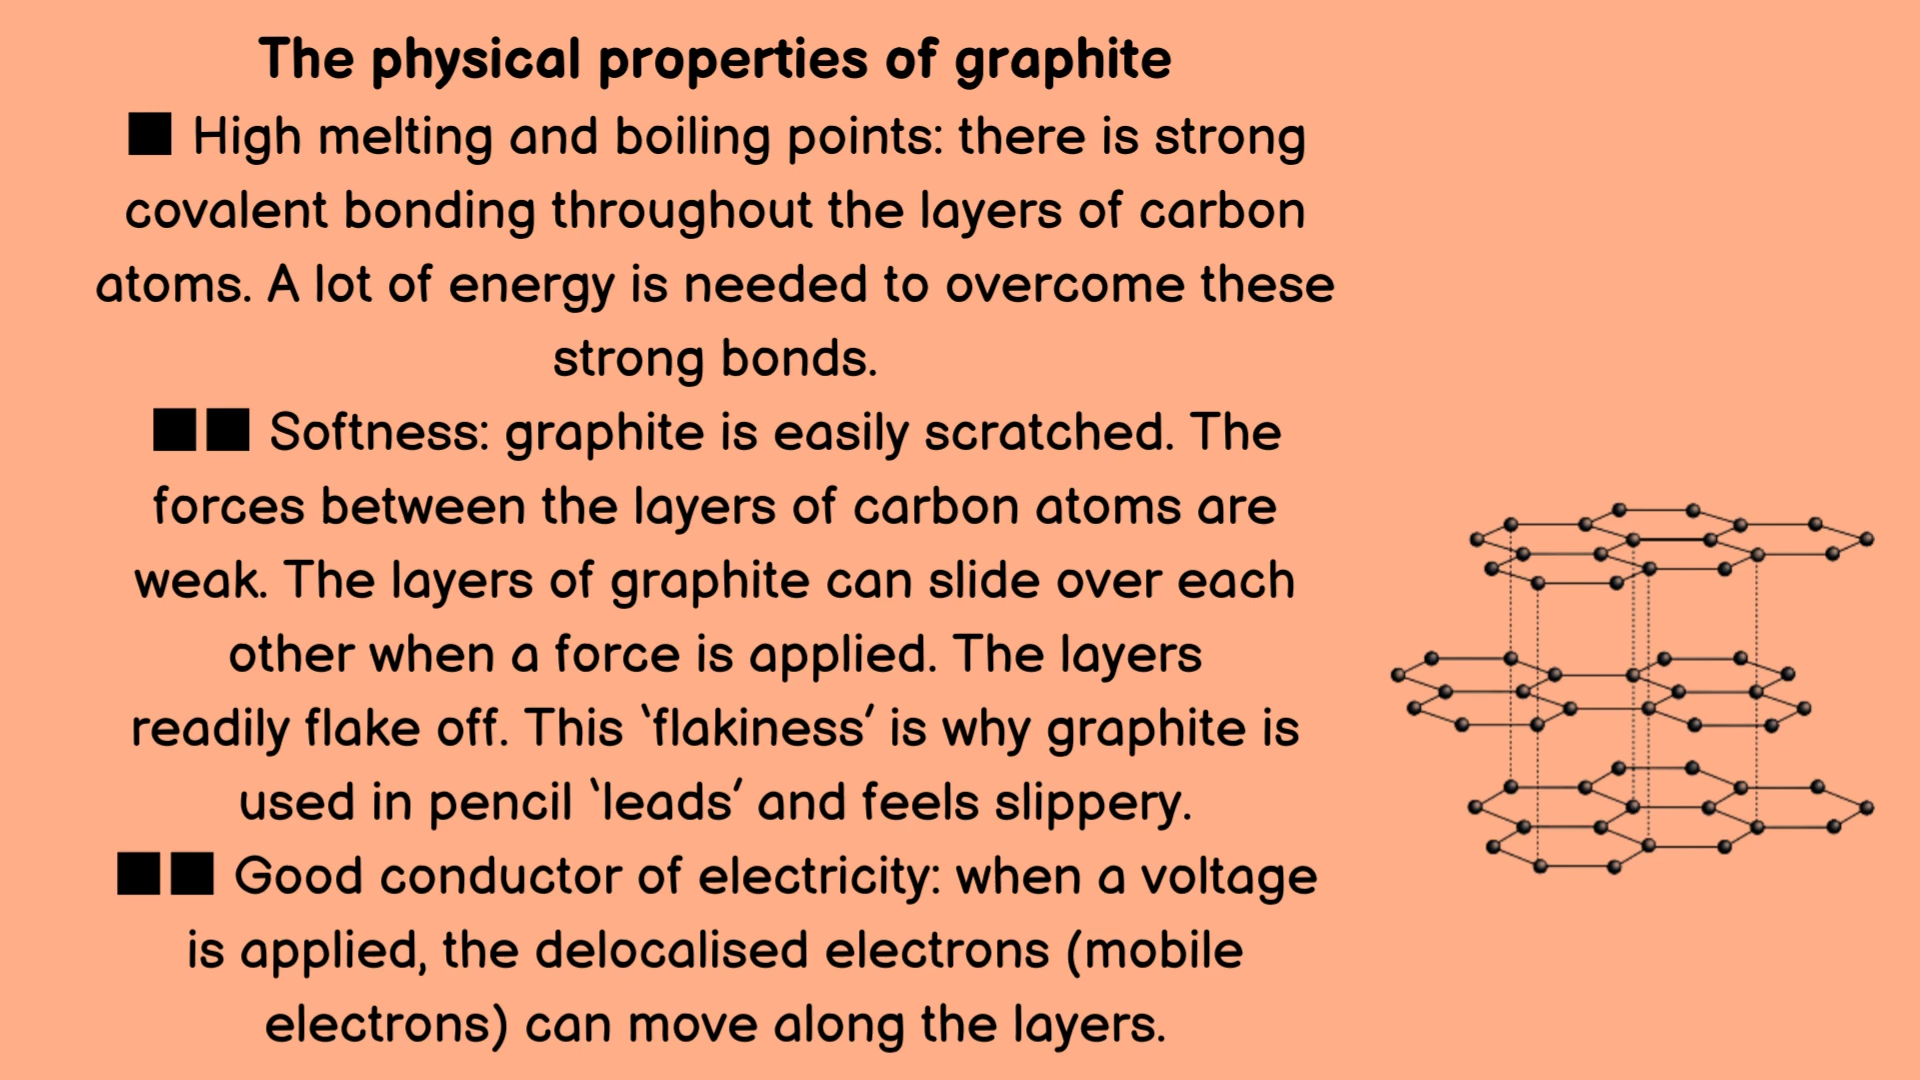 The physical properties of graphite
■ High melting and boiling points: there is strong
covalent bonding throughout the layers of carbon
atoms. A lot of energy is needed to overcome these
strong bonds.
■■ Softness: graphite is easily scratched. The
forces between the layers of carbon atoms are
weak. The layers of graphite can slide over each
other when a force is applied. The layers
readily flake off. This ‵flakiness′ is why graphite is
used in pencil ‵leads′ and feels slippery.
■■ Good conductor of electricity: when a voltage
is applied, the delocalised electrons (mobile
electrons) can move along the layers.